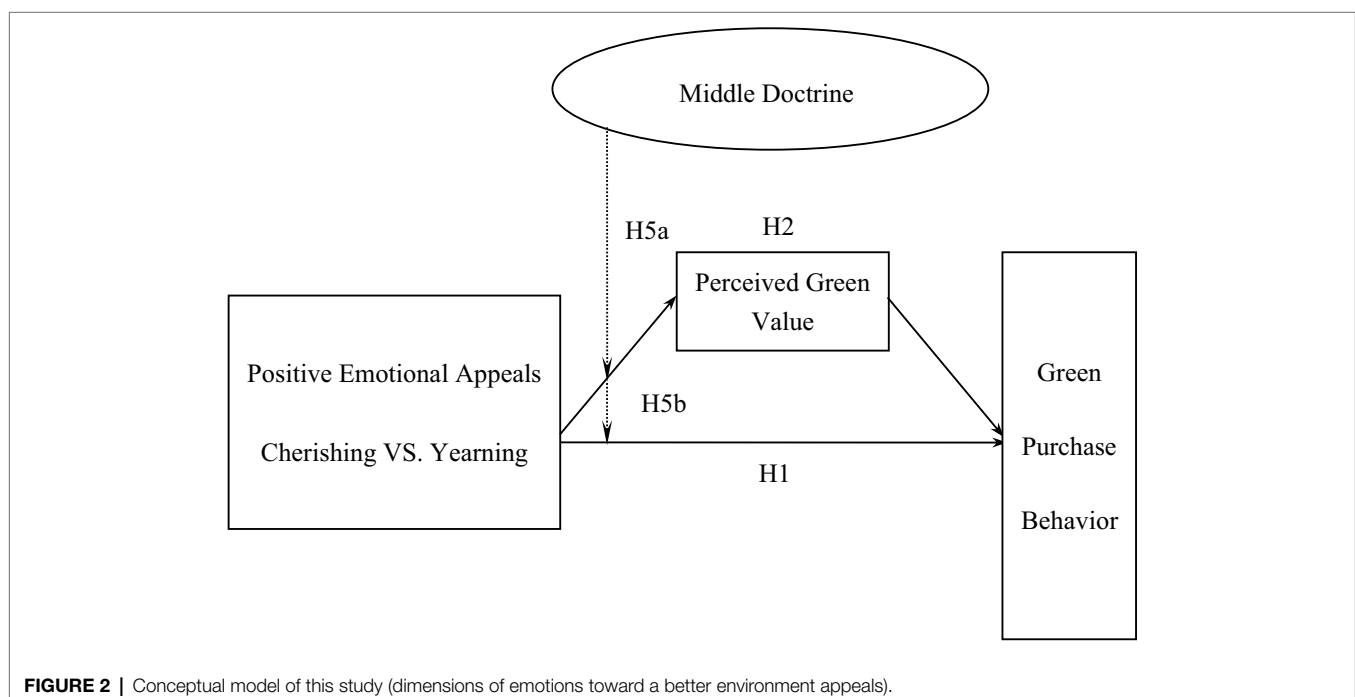 Middle Doctrine
H5a
H2
Perceived Green
Value
Positive Emotional Appeals
Cherishing VS. Yearning
H5b
H1
Green
Purchase
Behavior
FIGURE 2 | Conceptual model of this study (dimensions of emotions toward a better environment appeals).